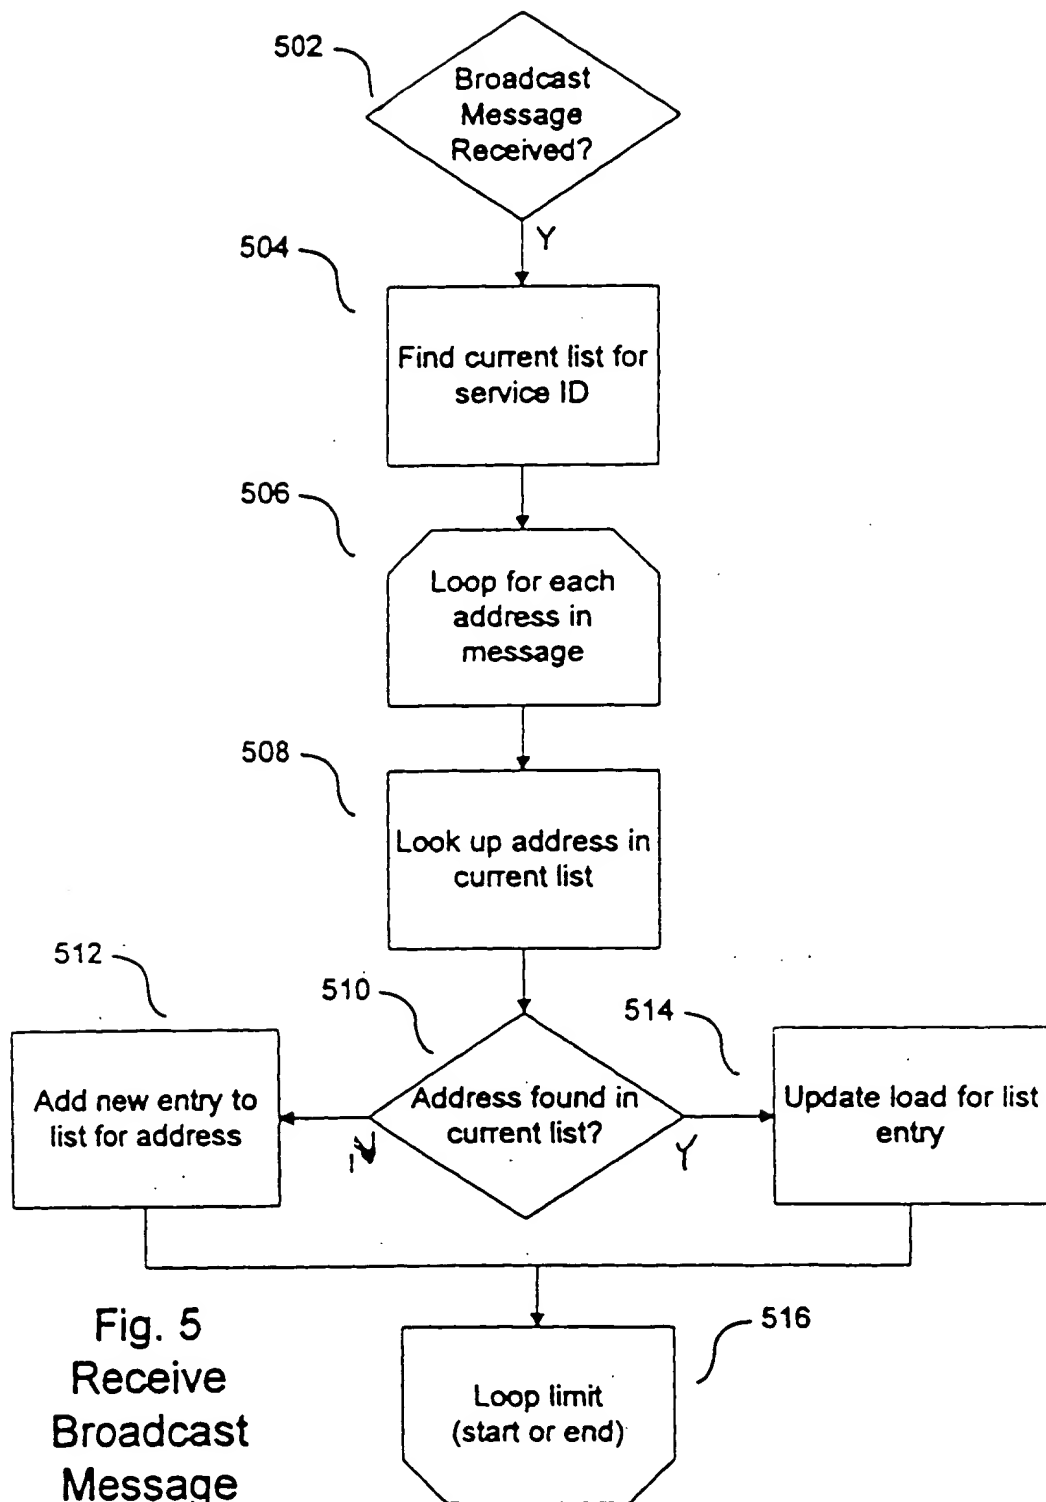 502
Broadcast
Message
Received?
Y
504
Find current list for
service ID
506
Loop for each
address in
message
508
Look up address in
current list
512
510
514
Add new entry to
list for address
Address found in
current list?
Update load for list
entry
N
Y
516
Loop limit
(start or end)
Fig. 5
Receive
Broadcast
Message